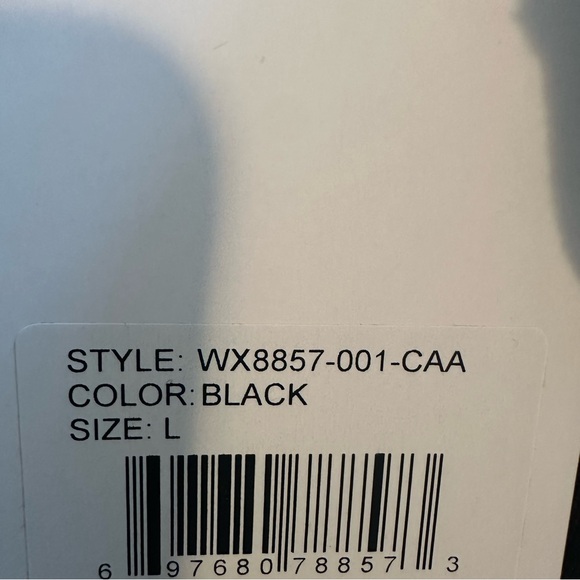 STYLE: WX8857-001-CAA
COLOR: BLACK
SIZE: L
6 97680 78857 3